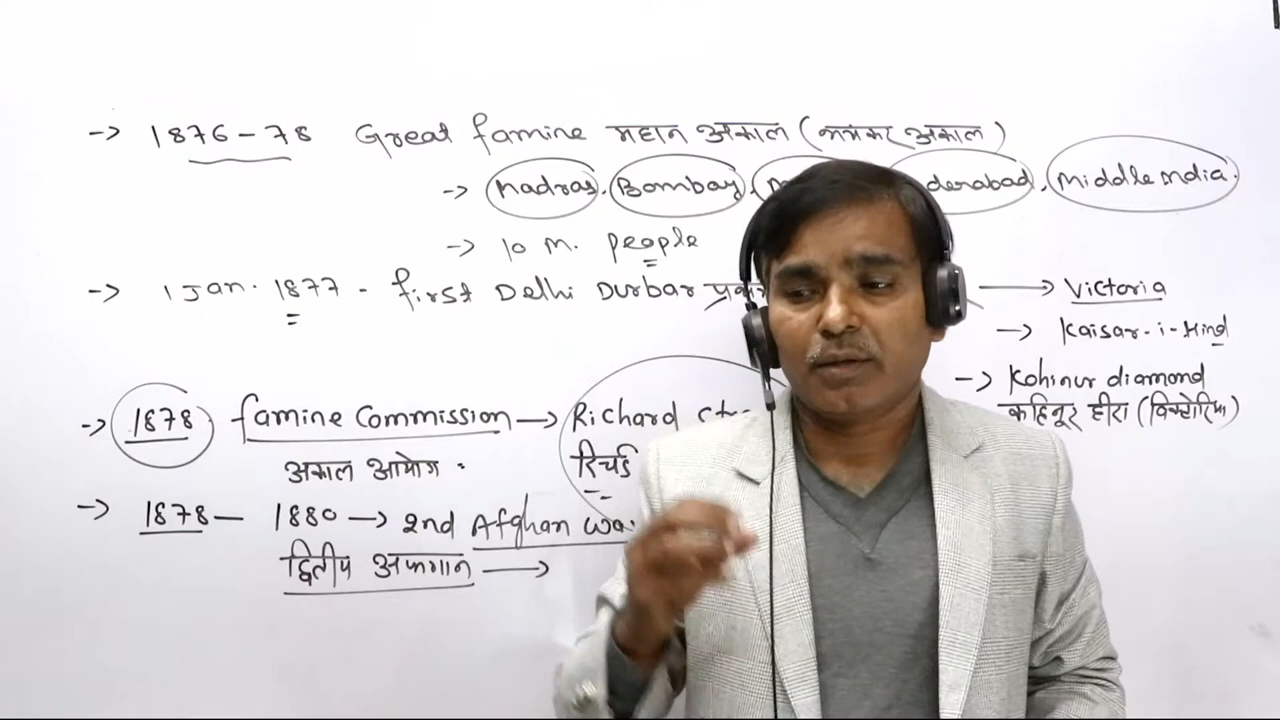 -> 1876-78 Great famine महान अकाल (भयंकर अकाल)
-> Madras, Bombay, derabad, Middle India.
-> 10 m. people
-> 1 Jan. 1877 - first Delhi Durbar -> Victoria
-> Kaisar-i-Hind
-> Kohinur diamond
कोहिनूर हीरा (विक्टोरिया)
-> 1878 famine Commission -> Richard
अकाल आयोग रिचर्ड
-> 1878 - 1880 -> 2nd Afghan
द्वितीय अफगान ->